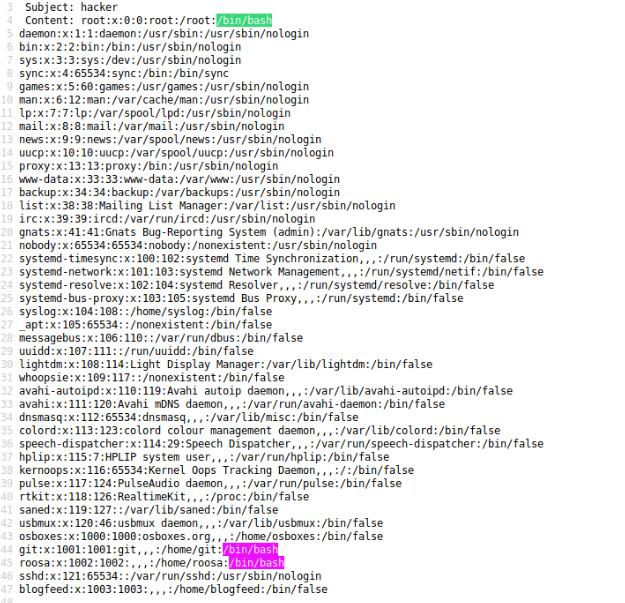 3 Subject: hacker
4 Content: root:x:0:0:root:/root:/bin/bash
5 daemon:x:1:1:daemon:/usr/sbin:/usr/sbin/nologin
6 bin:x:2:2:bin:/bin:/usr/sbin/nologin
7 sys:x:3:3:sys:/dev:/usr/sbin/nologin
8 sync:x:4:65534:sync:/bin:/bin/sync
9 games:x:5:60:games:/usr/games:/usr/sbin/nologin
10 man:x:6:12:man:/var/cache/man:/usr/sbin/nologin
11 lp:x:7:7:lp:/var/spool/lpd:/usr/sbin/nologin
12 mail:x:8:8:mail:/var/mail:/usr/sbin/nologin
13 news:x:9:9:news:/var/spool/news:/usr/sbin/nologin
14 uucp:x:10:10:uucp:/var/spool/uucp:/usr/sbin/nologin
15 proxy:x:13:13:proxy:/bin:/usr/sbin/nologin
16 www-data:x:33:33:www-data:/var/www:/usr/sbin/nologin
17 backup:x:34:34:backup:/var/backups:/usr/sbin/nologin
18 list:x:38:38:Mailing List Manager:/var/list:/usr/sbin/nologin
19 irc:x:39:39:ircd:/var/run/ircd:/usr/sbin/nologin
20 gnats:x:41:41:Gnats Bug-Reporting System (admin):/var/lib/gnats:/usr/sbin/nologin
21 nobody:x:65534:65534:nobody:/nonexistent:/usr/sbin/nologin
22 systemd-timesync:x:100:102:systemd Time Synchronization,,,:/run/systemd:/bin/false
23 systemd-network:x:101:103:systemd Network Management,,,:/run/systemd/netif:/bin/false
24 systemd-resolve:x:102:104:systemd Resolver,,,:/run/systemd/resolve:/bin/false
25 systemd-bus-proxy:x:103:105:systemd Bus Proxy,,,:/run/systemd:/bin/false
26 syslog:x:104:108::/home/syslog:/bin/false
27 _apt:x:105:65534::/nonexistent:/bin/false
28 messagebus:x:106:110::/var/run/dbus:/bin/false
29 uuidd:x:107:111::/run/uuidd:/bin/false
30 lightdm:x:108:114:Light Display Manager:/var/lib/lightdm:/bin/false
31 whoopsie:x:109:117::/nonexistent:/bin/false
32 avahi-autoipd:x:110:119:Avahi autoip daemon,,,:/var/lib/avahi-autoipd:/bin/false
33 avahi:x:111:120:Avahi mDNS daemon,,,:/var/run/avahi-daemon:/bin/false
34 dnsmasq:x:112:65534:dnsmasq,,,:/var/lib/misc:/bin/false
35 colord:x:113:123:colord colour management daemon,,,:/var/lib/colord:/bin/false
36 speech-dispatcher:x:114:29:Speech Dispatcher,,,:/var/run/speech-dispatcher:/bin/false
37 hplip:x:115:7:HPLIP system user,,,:/var/run/hplip:/bin/false
38 kernoops:x:116:65534:Kernel Oops Tracking Daemon,,,:/:/bin/false
39 pulse:x:117:124:PulseAudio daemon,,,:/var/run/pulse:/bin/false
40 rtkit:x:118:126:RealtimeKit,,,:/proc:/bin/false
41 saned:x:119:127::/var/lib/saned:/bin/false
42 usbmux:x:120:46:usbmux daemon,,,:/var/lib/usbmux:/bin/false
43 osboxes:x:1000:1000:osboxes.org,,,:/home/osboxes:/bin/false
44 git:x:1001:1001:git,,,:/home/git:/bin/bash
45 roosa:x:1002:1002:,,,:/home/roosa:/bin/bash
46 sshd:x:121:65534::/var/run/sshd:/usr/sbin/nologin
47 blogfeed:x:1003:1003:,,,:/home/blogfeed:/bin/false